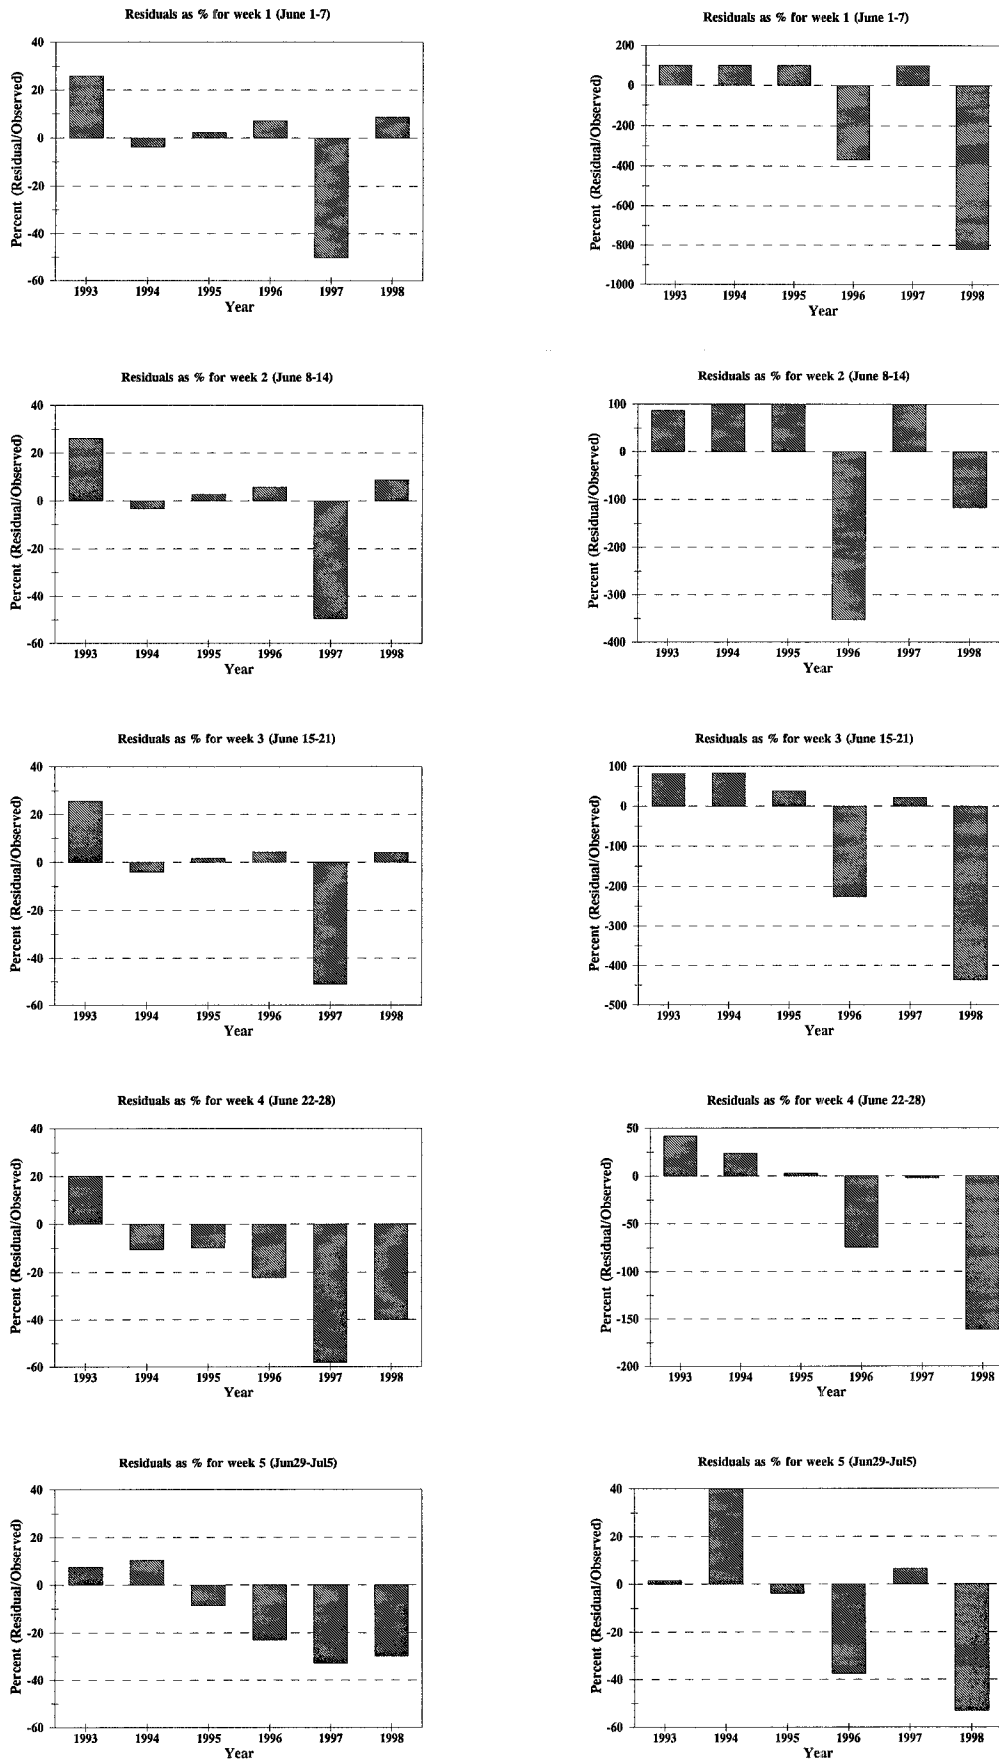 Residuals as % for week 1 (June 1-7)
40
20
0
-20
-40
-60
Percent (Residual/Observed)
1993 1994 1995 1996 1997 1998
Year
Residuals as % for week 1 (June 1-7)
200
0
-200
-400
-600
-800
-1000
Percent (Residual/Observed)
1993 1994 1995 1996 1997 1998
Year
Residuals as % for week 2 (June 8-14)
40
20
0
-20
-40
-60
Percent (Residual/Observed)
1993 1994 1995 1996 1997 1998
Year
Residuals as % for week 2 (June 8-14)
100
0
-100
-200
-300
-400
Percent (Residual/Observed)
1993 1994 1995 1996 1997 1998
Year
Residuals as % for week 3 (June 15-21)
40
20
0
-20
-40
-60
Percent (Residual/Observed)
1993 1994 1995 1996 1997 1998
Year
Residuals as % for week 3 (June 15-21)
100
0
-100
-200
-300
-400
-500
Percent (Residual/Observed)
1993 1994 1995 1996 1997 1998
Year
Residuals as % for week 4 (June 22-28)
40
20
0
-20
-40
-60
Percent (Residual/Observed)
1993 1994 1995 1996 1997 1998
Year
Residuals as % for week 4 (June 22-28)
50
0
-50
-100
-150
-200
Percent (Residual/Observed)
1993 1994 1995 1996 1997 1998
Year
Residuals as % for week 5 (Jun29-Jul5)
40
20
0
-20
-40
-60
Percent (Residual/Observed)
1993 1994 1995 1996 1997 1998
Year
Residuals as % for week 5 (Jun29-Jul5)
40
20
0
-20
-40
-60
Percent (Residual/Observed)
1993 1994 1995 1996 1997 1998
Year